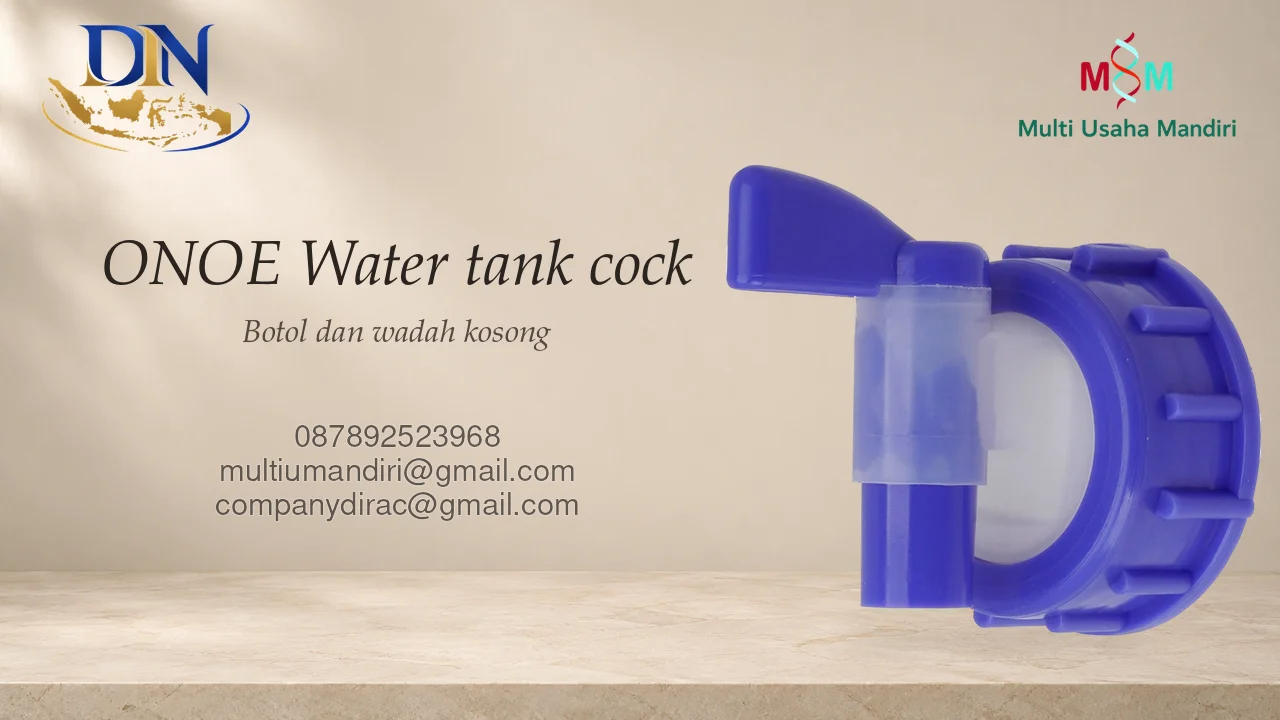 DN
M M
Multi Usaha Mandiri
ONOE Water tank cock
Botol dan wadah kosong
087892523968
multiumandiri@gmail.com
companydirac@gmail.com